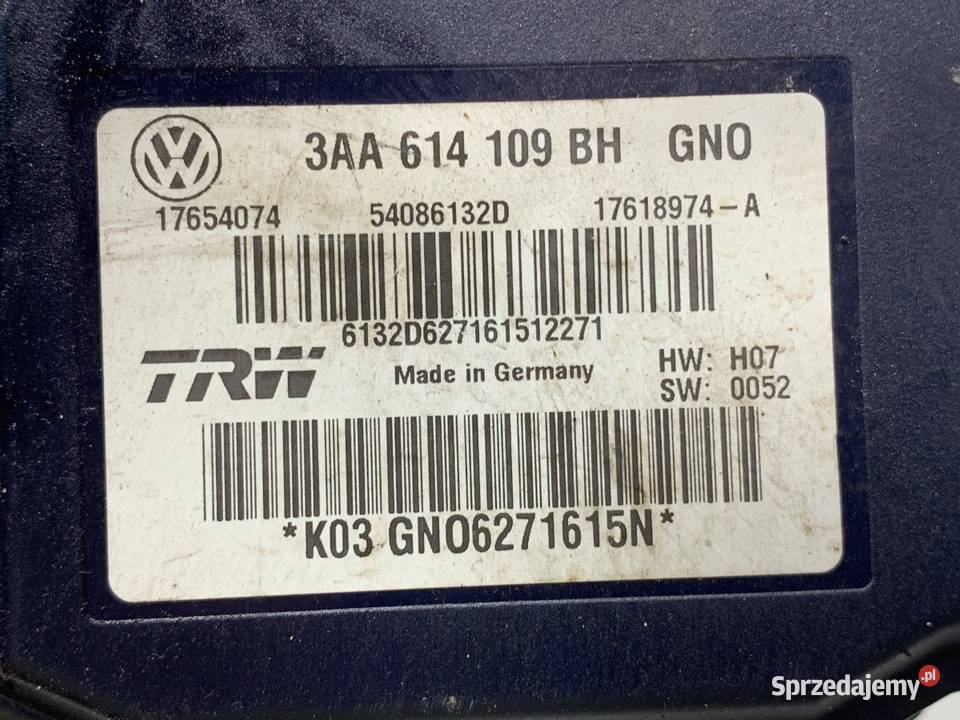 3AA 614 109 BH GNO
17654074 54086132D 17618974-A
6132D627161512271
TRW Made in Germany HW: H07
SW: 0052
*K03 GNO6271615N*
Sprzedajemy.pl